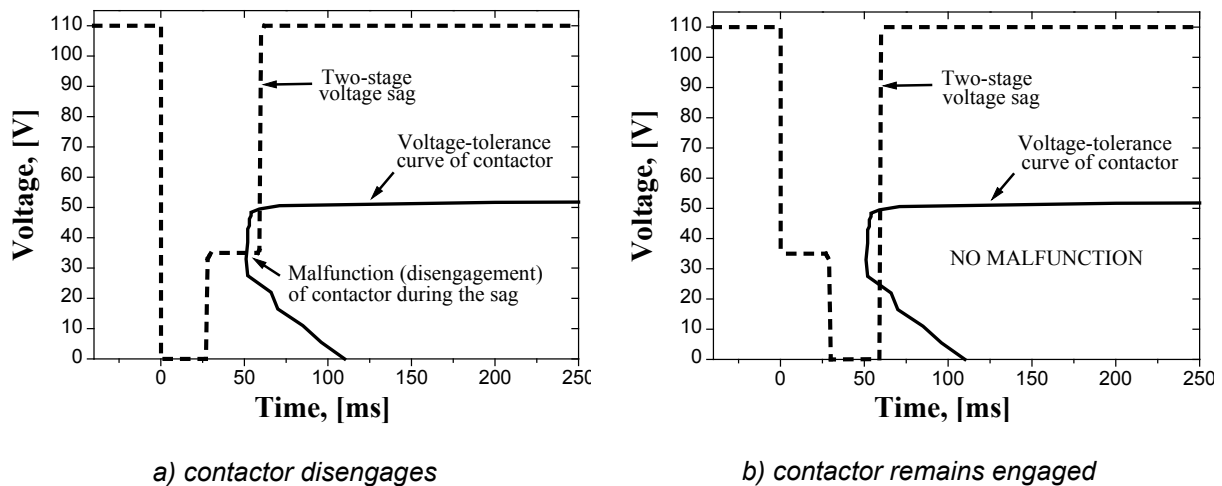 110
100
90
80
70
60
50
40
30
20
10
0
Voltage, [V]
Two-stage
voltage sag
Voltage-tolerance
curve of contactor
Malfunction (disengagement)
of contactor during the sag
0 50 100 150 200 250
Time, [ms]
a) contactor disengages
110
100
90
80
70
60
50
40
30
20
10
0
Voltage, [V]
Two-stage
voltage sag
Voltage-tolerance
curve of contactor
NO MALFUNCTION
0 50 100 150 200 250
Time, [ms]
b) contactor remains engaged